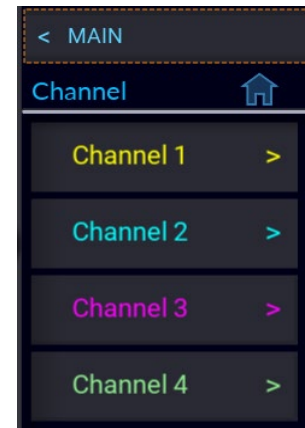 < MAIN
Channel
Channel 1 >
Channel 2 >
Channel 3 >
Channel 4 >